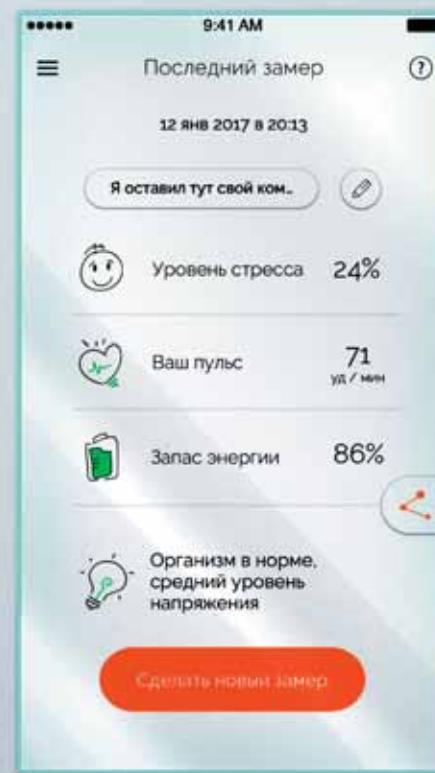 9:41 AM
Последний замер
?
12 янв 2017 в 20:13
Я оставил тут свой ком..
Уровень стресса 24%
Ваш пульс 71
уд / мин
Запас энергии 86%
Организм в норме,
средний уровень
напряжения
Сделать новый замер